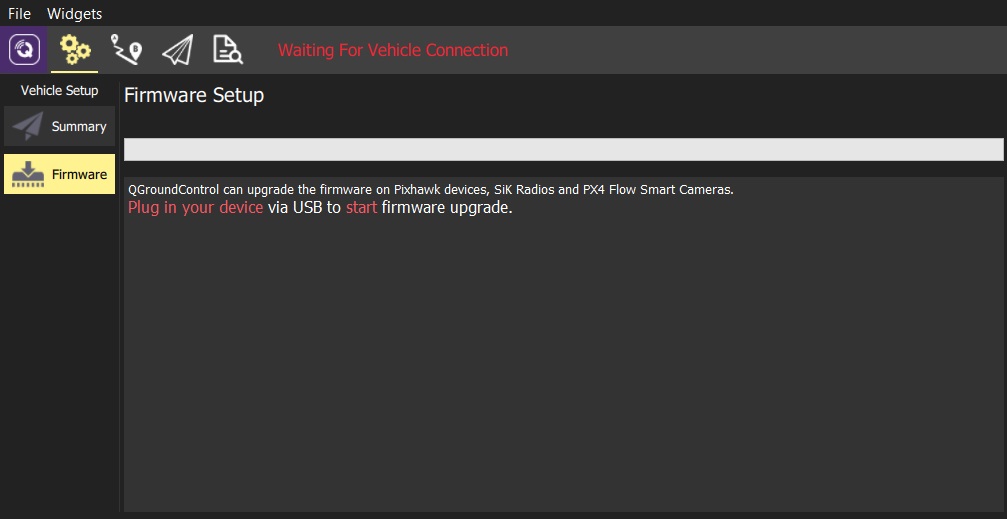 File Widgets
Waiting For Vehicle Connection
Vehicle Setup
Firmware Setup
Summary
Firmware
QGroundControl can upgrade the firmware on Pixhawk devices, SiK Radios and PX4 Flow Smart Cameras.
Plug in your device via USB to start firmware upgrade.